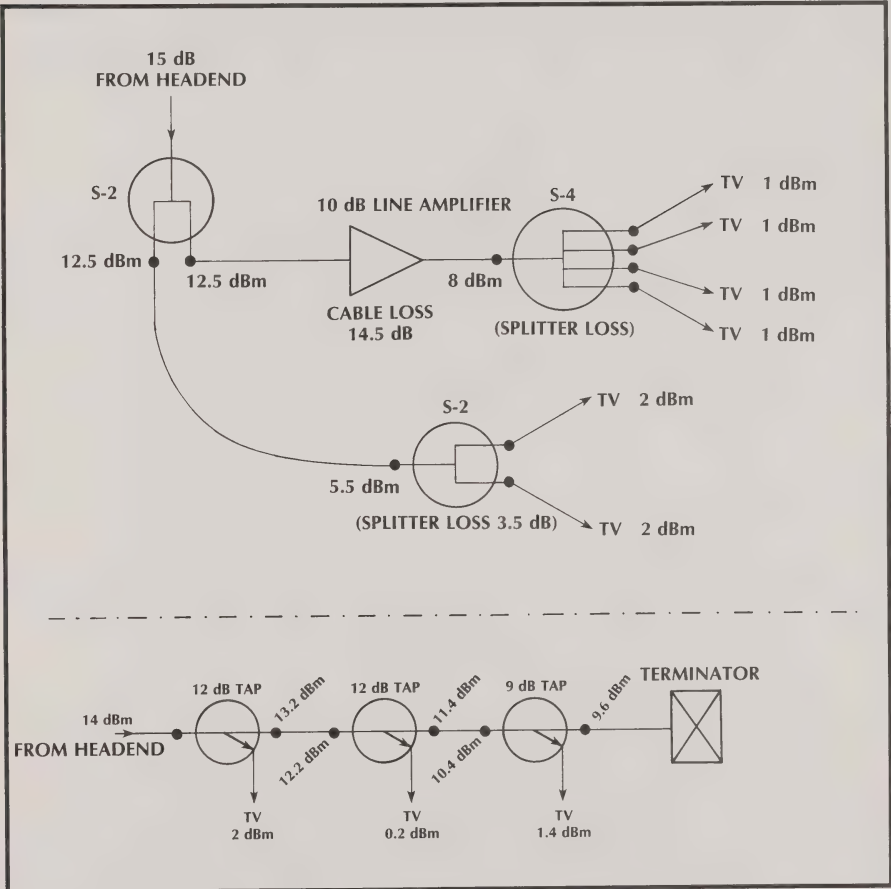 15 dB
FROM HEADEND
S-2
12.5 dBm
12.5 dBm
10 dB LINE AMPLIFIER
CABLE LOSS
14.5 dB
8 dBm
S-4
(SPLITTER LOSS)
TV 1 dBm
TV 1 dBm
TV 1 dBm
TV 1 dBm
S-2
5.5 dBm
(SPLITTER LOSS 3.5 dB)
TV 2 dBm
TV 2 dBm
14 dBm
FROM HEADEND
12 dB TAP
13.2 dBm
12.2 dBm
TV
2 dBm
12 dB TAP
11.4 dBm
10.4 dBm
TV
0.2 dBm
9 dB TAP
9.6 dBm
TV
1.4 dBm
TERMINATOR